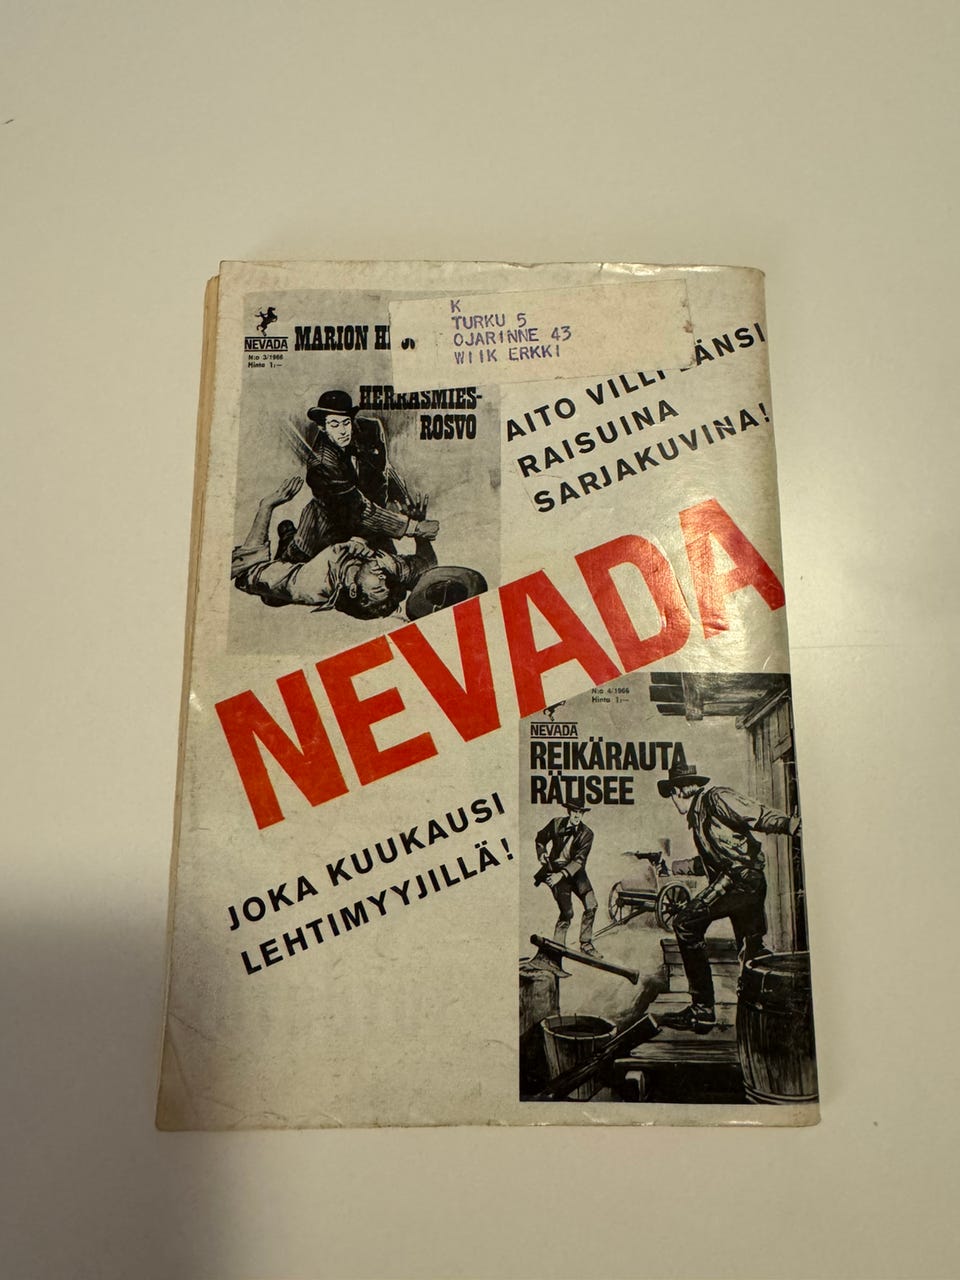 NEVADA
N:o 3/1966
Hinta 1:—
MARION
HERRASMIES-
ROSVO
K
TURKU 5
OJARINNE 43
WIIK ERKKI
AITO VILLI LÄNSI
RAISUINA
SARJAKUVINA!
NEVADA
N:o 4/1966
Hinta 1:—
NEVADA
REIKÄRAUTA
RÄTISEE
JOKA KUUKAUSI
LEHTIMYYJILLÄ!